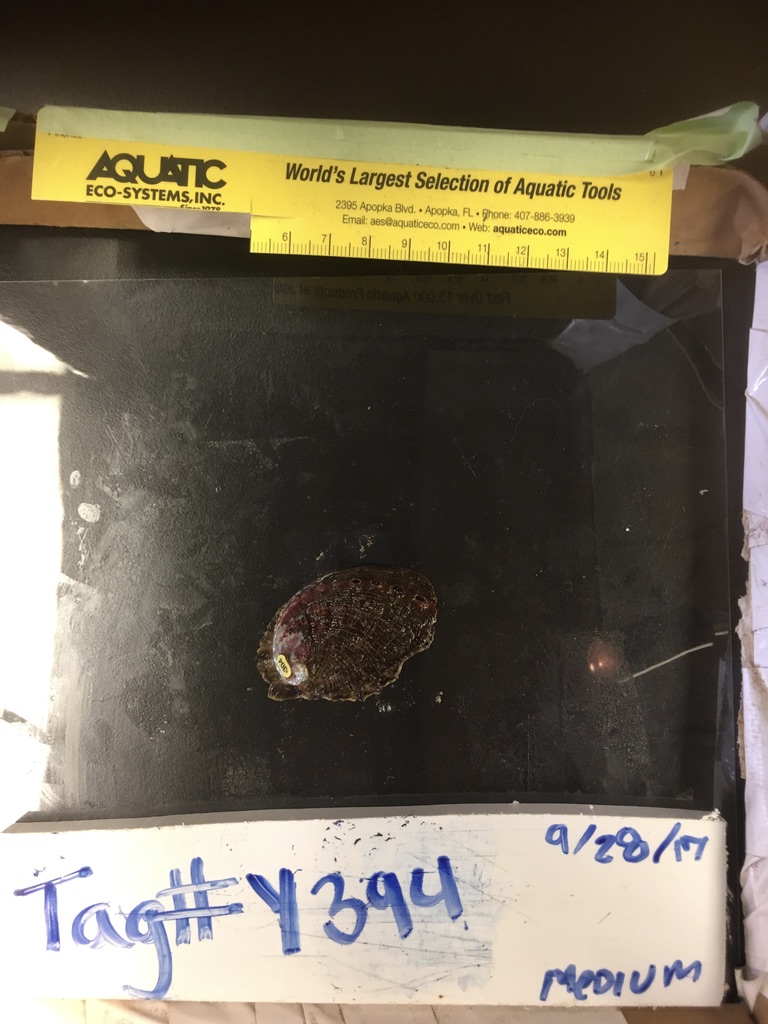 AQUATIC
ECO-SYSTEMS, INC.
Since 1978
World's Largest Selection of Aquatic Tools
2395 Apopka Blvd. • Apopka, FL • Phone: 407-886-3939
Email: aes@aquaticeco.com • Web: aquaticeco.com
6 7 8 9 10 11 12 13 14 15
Find Over 15,000 Aquatic Products at
9/28/17
Tag# Y394
MEDIUM